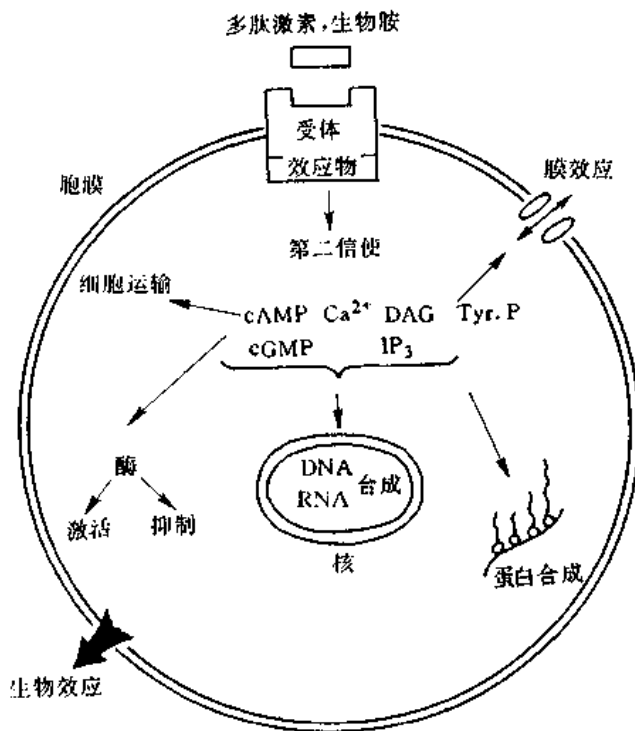 多肽激素,生物胺
受体
效应物
胞膜
膜效应
第二信使
细胞运输
cAMP Ca²⁺ DAG Tyr.P
cGMP IP₃
酶
激活 抑制
DNA
RNA
合成
核
蛋白合成
生物效应